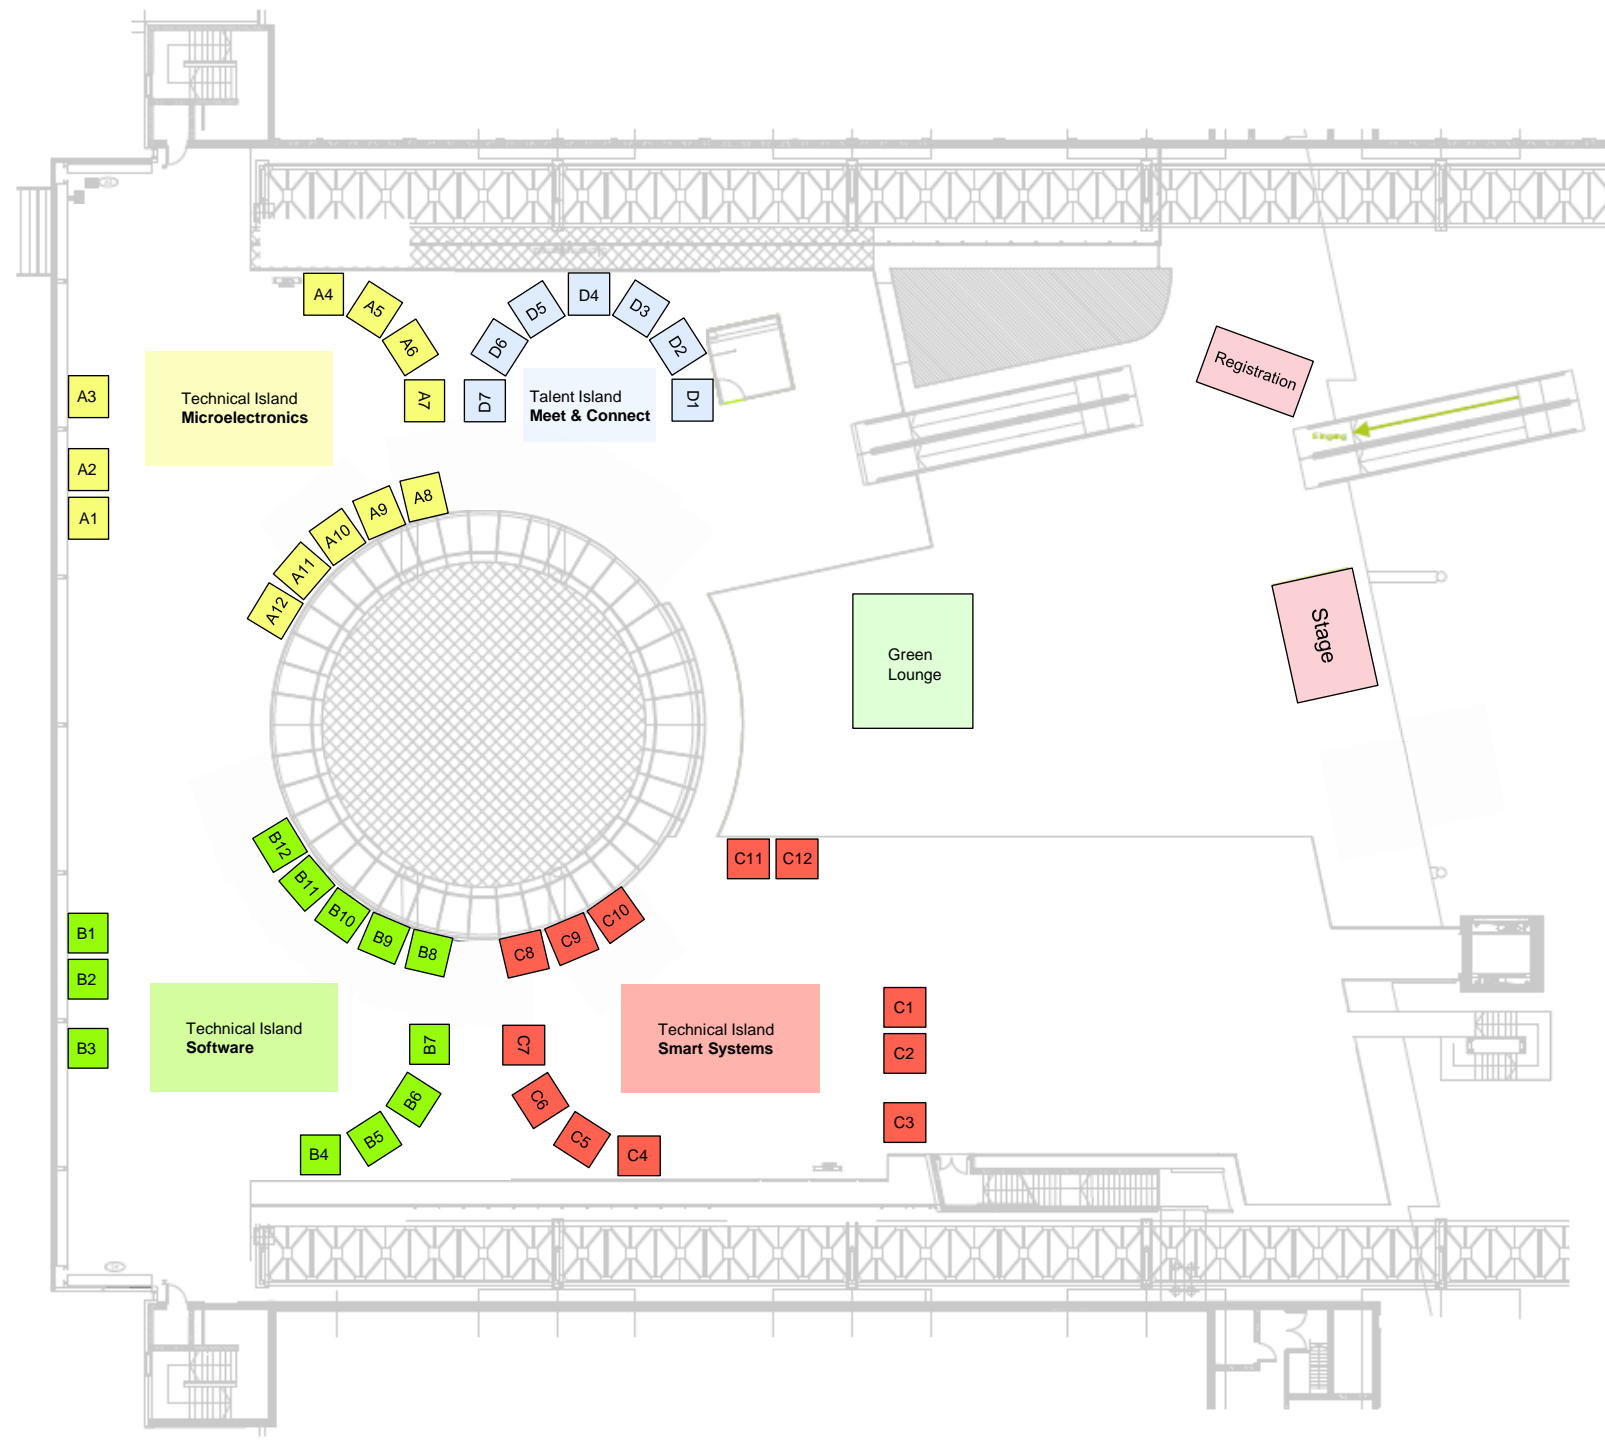 A4
A5
A6
A7
D7
D6
D5
D4
D3
D2
D1
Registration
Eingang
A3
A2
A1
Technical Island
Microelectronics
Talent Island
Meet & Connect
A8
A9
A10
A11
A12
Green
Lounge
Stage
B12
B11
B10
B9
B8
C8
C9
C10
C11
C12
B1
B2
B3
Technical Island
Software
B7
B6
B5
B4
C7
C6
C5
C4
Technical Island
Smart Systems
C1
C2
C3